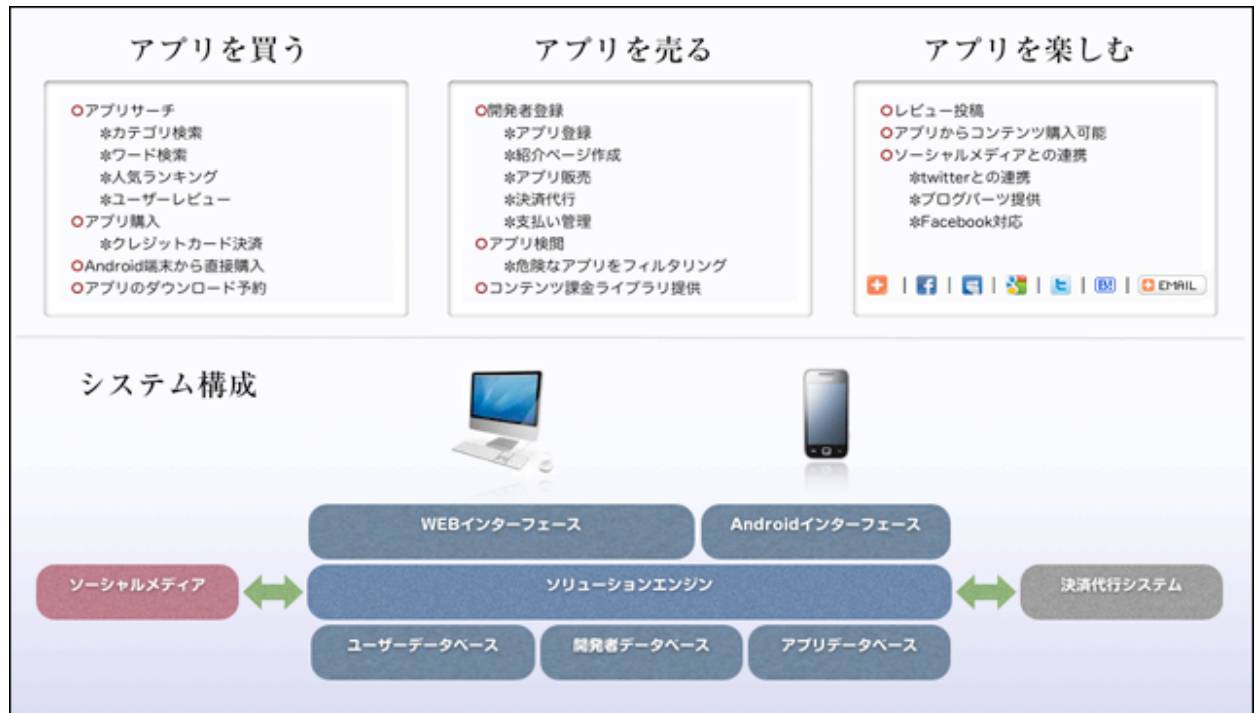 アプリを買う
○アプリサーチ
※カテゴリ検索
※ワード検索
※人気ランキング
※ユーザーレビュー
○アプリ購入
※クレジットカード決済
○Android端末から直接購入
○アプリのダウンロード予約
アプリを売る
○開発者登録
※アプリ登録
※紹介ページ作成
※アプリ販売
※決済代行
※支払い管理
○アプリ検閲
※危険なアプリをフィルタリング
○コンテンツ課金ライブラリ提供
アプリを楽しむ
○レビュー投稿
○アプリからコンテンツ購入可能
○ソーシャルメディアとの連携
※twitterとの連携
※ブログパーツ提供
※Facebook対応
| f | | | t | B! | EMAIL
システム構成
WEBインターフェース
Androidインターフェース
ソーシャルメディア
ソリューションエンジン
決済代行システム
ユーザーデータベース
開発者データベース
アプリデータベース